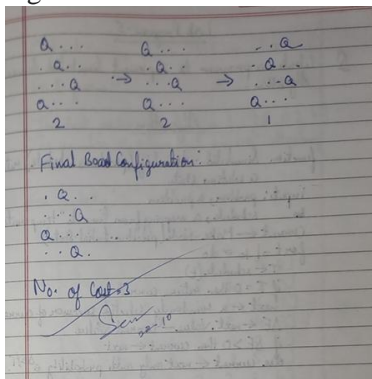 Q . . .    Q . . .    . . Q
. Q . .    . Q . .    . Q . .
. . . Q → . . . Q → . . . Q
Q . . .    Q . . .    Q . . .
2    2    1
Final Board Configuration:
. Q . .
. . . Q
Q . . . . .
. . Q .
No. of Cost = 3